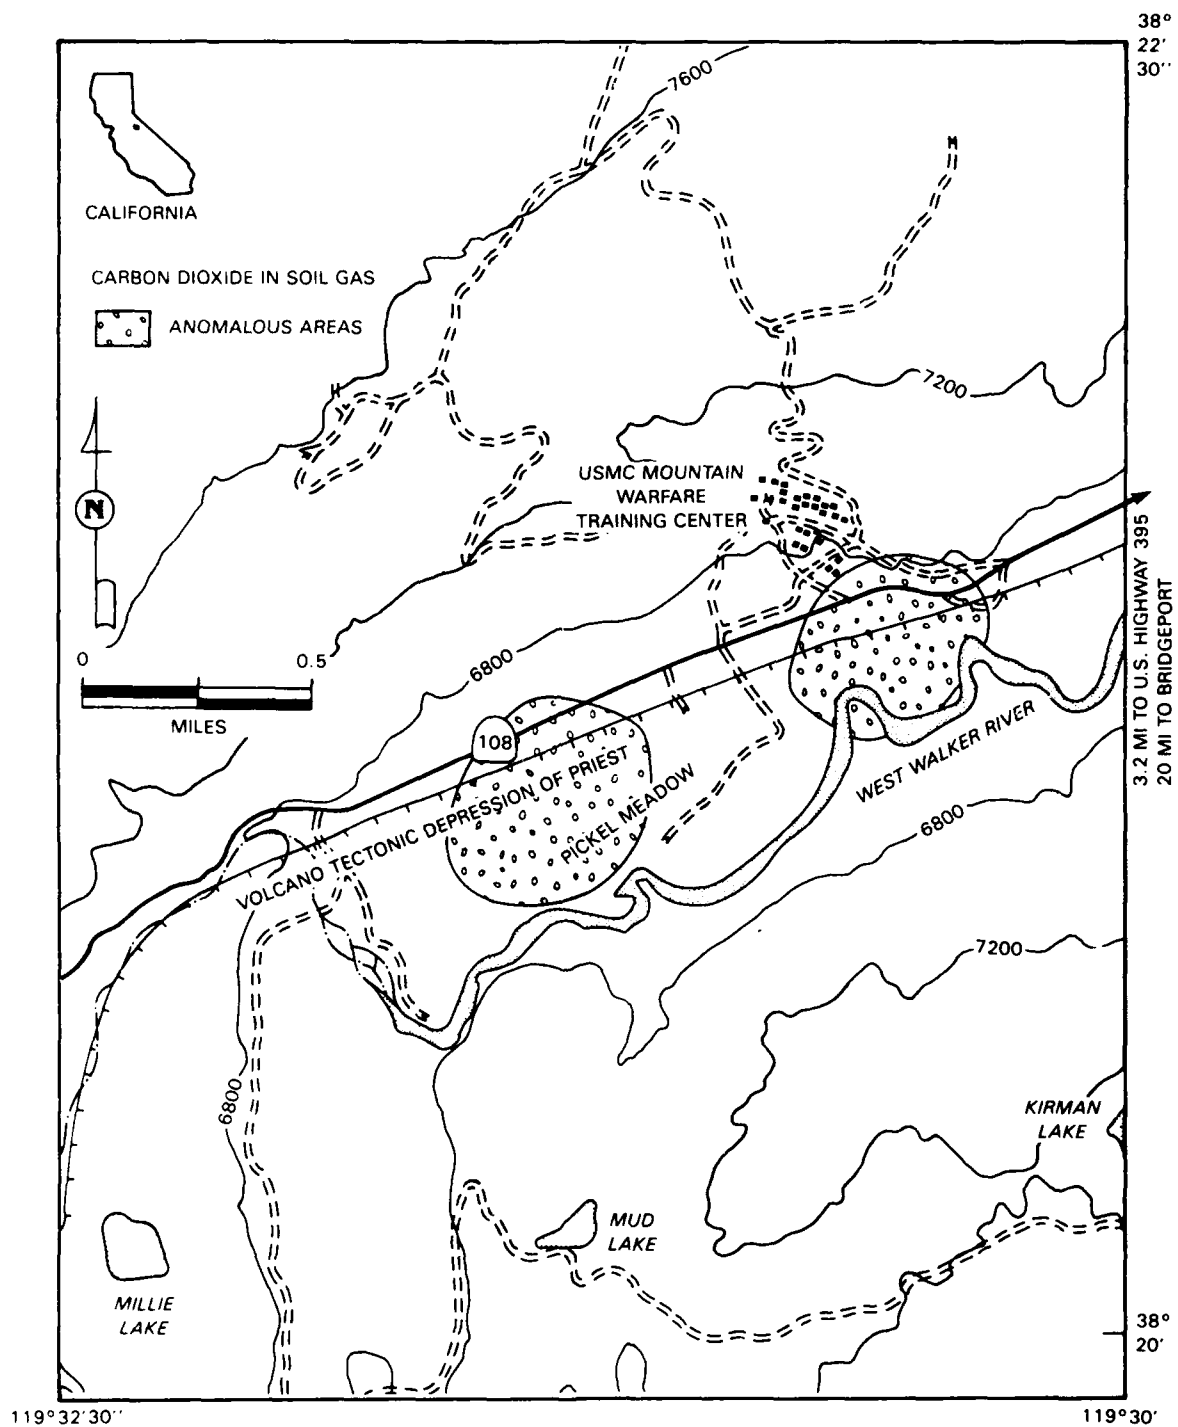 38°
22'
30''
7600
CALIFORNIA
CARBON DIOXIDE IN SOIL GAS
ANOMALOUS AREAS
7200
N
USMC MOUNTAIN
WARFARE
TRAINING CENTER
3.2 MI TO U.S. HIGHWAY 395
20 MI TO BRIDGEPORT
0 0.5
MILES
6800
108
VOLCANO TECTONIC DEPRESSION OF PRIEST
PICKEL MEADOW
WEST WALKER RIVER
6800
7200
6800
KIRMAN
LAKE
MUD
LAKE
MILLIE
LAKE
38°
20'
119°32'30''
119°30'